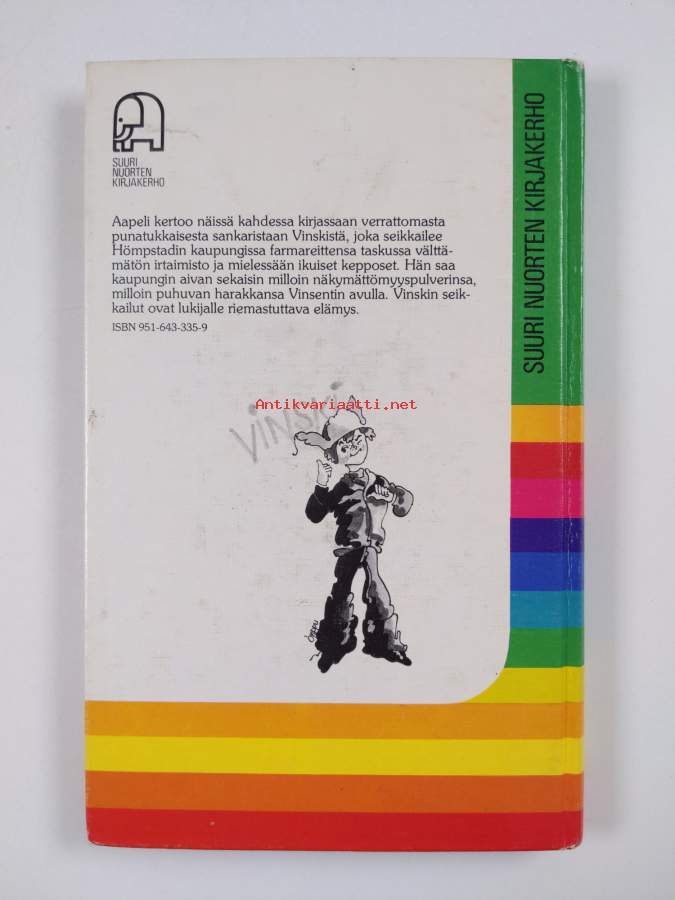 SUURI
NUORTEN
KIRJAKERHO
Aapeli kertoo näissä kahdessa kirjassaan verrattomasta
punatukkaisesta sankaristaan Vinskistä, joka seikkailee
Hömpstadin kaupungissa farmareittensa taskussa välttä-
mätön irtaimisto ja mielessään ikuiset kepposet. Hän saa
kaupungin aivan sekaisin milloin näkymättömyyspulverinsa,
milloin puhuvan harakkansa Vinsentin avulla. Vinskin seik-
kailut ovat lukijalle riemastuttava elämys.
ISBN 951-643-335-9
Antikvariaatti.net
VINSKI
SUURI NUORTEN KIRJAKERHO